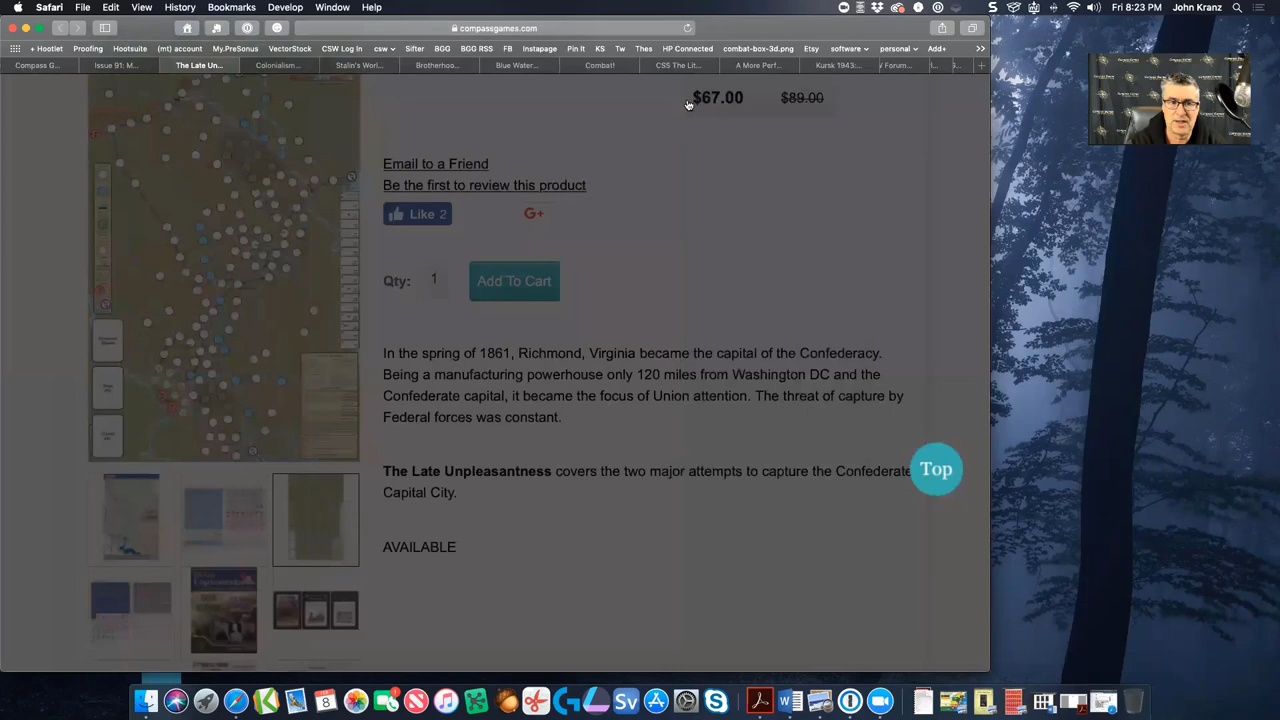 Safari File Edit View History Bookmarks Develop Window Help
Fri 8:23 PM John Kranz
compassgames.com
+ Hootlet Proofing Hootsuite (mt) account My.PreSonus VectorStock CSW Log In csw Sifter BGG BGG RSS FB Instapage Pin It KS Tw Thes HP Connected combat-box-3d.png Etsy software personal Add+
Compass G... Issue 91: M... The Late Un... Colonialism... Stalin's Worl... Brotherhoo... Blue Water... Combat! CSS The Lit... A More Perf... Kursk 1943:... Forum...
$67.00 $89.00
Email to a Friend
Be the first to review this product
Like 2
G+
Qty: 1 Add To Cart
In the spring of 1861, Richmond, Virginia became the capital of the Confederacy.
Being a manufacturing powerhouse only 120 miles from Washington DC and the
Confederate capital, it became the focus of Union attention. The threat of capture by
Federal forces was constant.
The Late Unpleasantness covers the two major attempts to capture the Confederate
Capital City.
Top
AVAILABLE
8
1
Sv